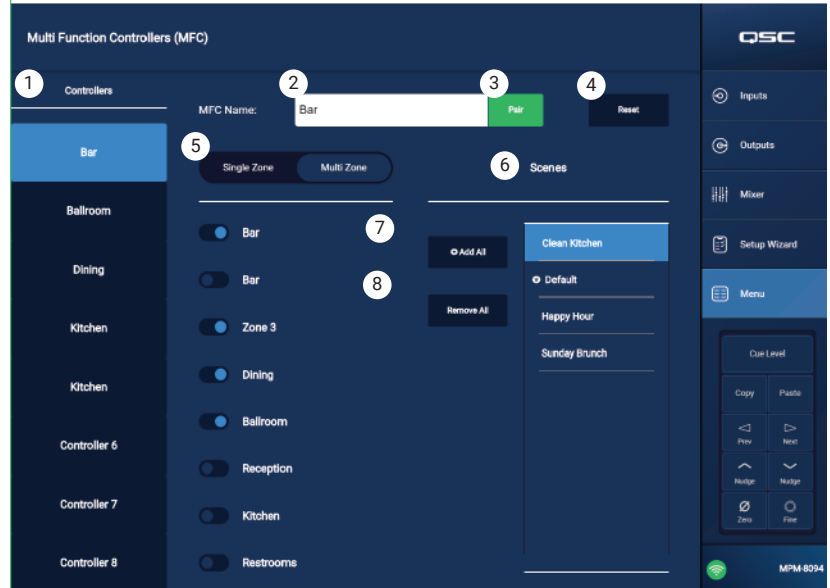 Multi Function Controllers (MFC)
QSC
1
Controllers
Bar
Ballroom
Dining
Kitchen
Kitchen
Controller 6
Controller 7
Controller 8
2
3
4
MFC Name:
Bar
Pair
Reset
5
Single Zone
Multi Zone
6
Scenes
Bar
Bar
Zone 3
Dining
Ballroom
Reception
Kitchen
Restrooms
7
8
Add All
Remove All
Clean Kitchen
Default
Happy Hour
Sunday Brunch
Inputs
Outputs
Mixer
Setup Wizard
Menu
Cue Level
Copy
Paste
Prev
Next
Nudge
Nudge
Zero
Fine
MPM-8094